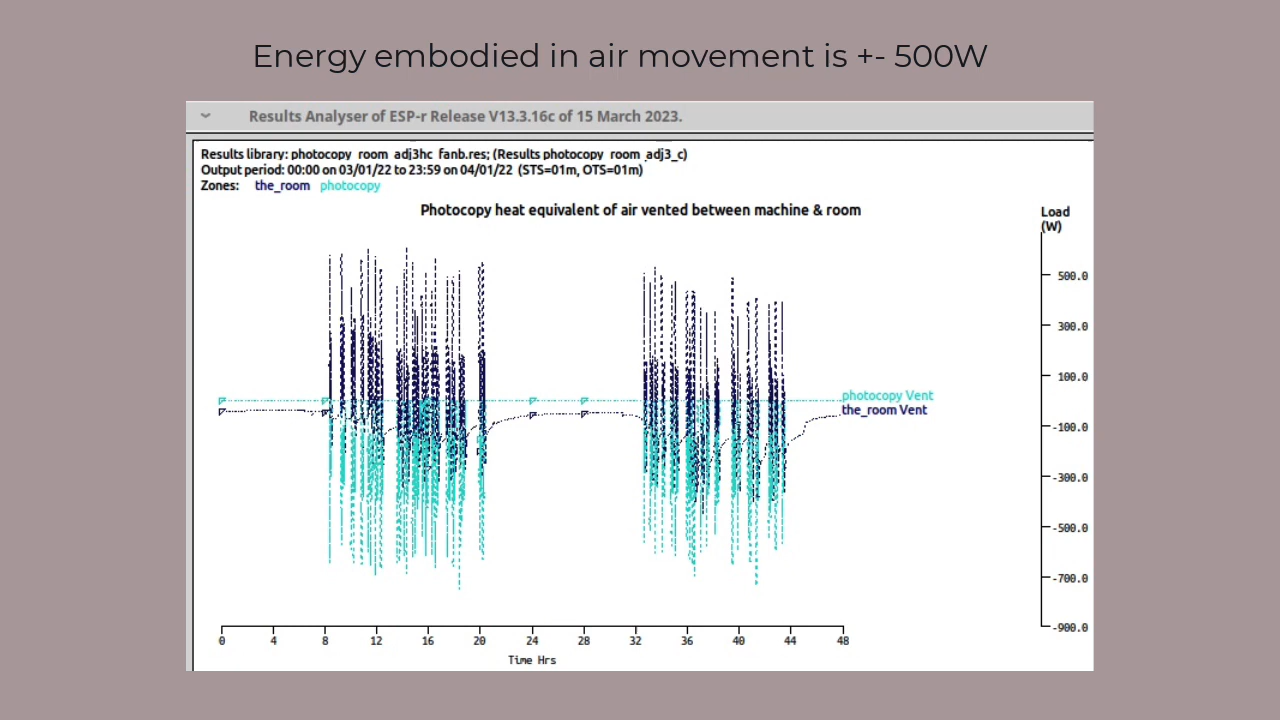 Energy embodied in air movement is +- 500W
Results Analyser of ESP-r Release V13.3.16c of 15 March 2023.
Results library: photocopy_room_adj3hc_fanb.res; (Results photocopy_room_adj3_c)
Output period: 00:00 on 03/01/22 to 23:59 on 04/01/22 (STS=01m, OTS=01m)
Zones: the_room photocopy
Photocopy heat equivalent of air vented between machine & room
Load
(W)
500.0
300.0
100.0
-100.0
-300.0
-500.0
-700.0
-900.0
photocopy Vent
the_room Vent
0 4 8 12 16 20 24 28 32 36 40 44 48
Time Hrs